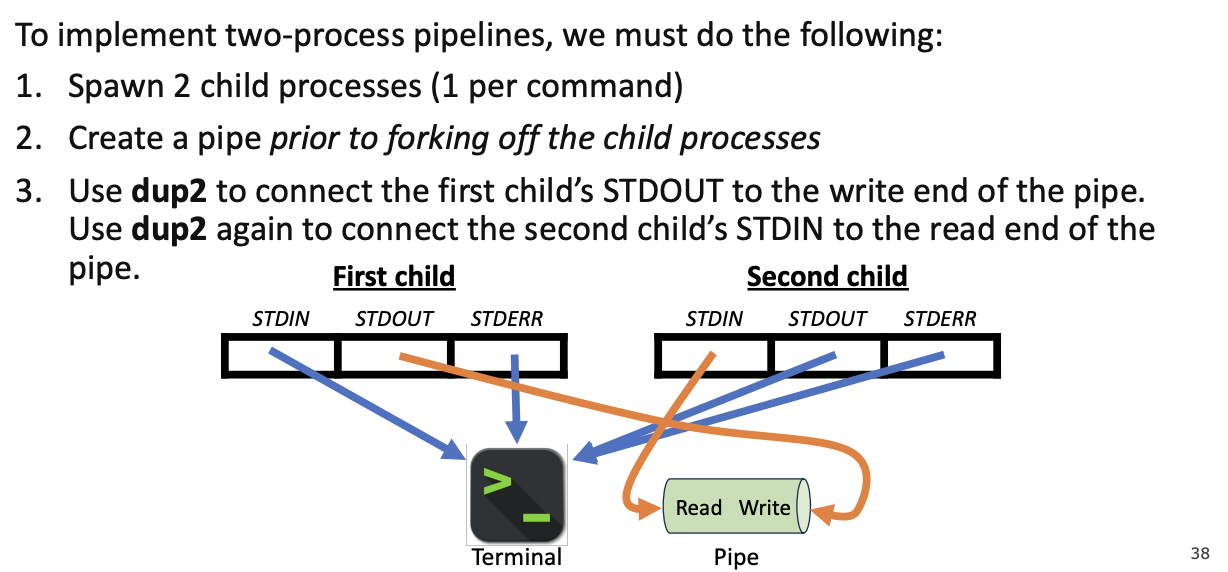 To implement two-process pipelines, we must do the following:
1. Spawn 2 child processes (1 per command)
2. Create a pipe prior to forking off the child processes
3. Use dup2 to connect the first child’s STDOUT to the write end of the pipe.
Use dup2 again to connect the second child’s STDIN to the read end of the
pipe.
First child
Second child
STDIN STDOUT STDERR
STDIN STDOUT STDERR
>_
Read Write
Terminal
Pipe
38